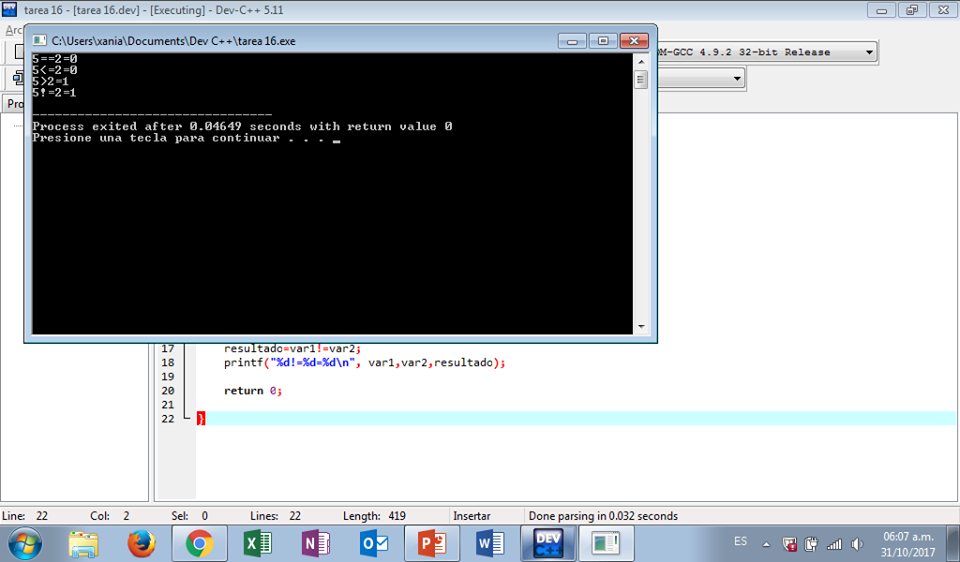 tarea 16 - [tarea 16.dev] - [Executing] - Dev-C++ 5.11
C:\Users\xania\Documents\Dev C++\tarea 16.exe
5==2=0
5<=2=0
5>2=1
5!=2=1
--------------------------------
Process exited after 0.04649 seconds with return value 0
Presione una tecla para continuar . . .
DM-GCC 4.9.2 32-bit Release
17 resultado=var1!=var2;
18 printf("%d!=%d=%d\n", var1,var2,resultado);
19
20 return 0;
21
22 }
Line: 22 Col: 2 Sel: 0 Lines: 22 Length: 419 Insertar Done parsing in 0.032 seconds
DEV C++
ES
06:07 a.m.
31/10/2017